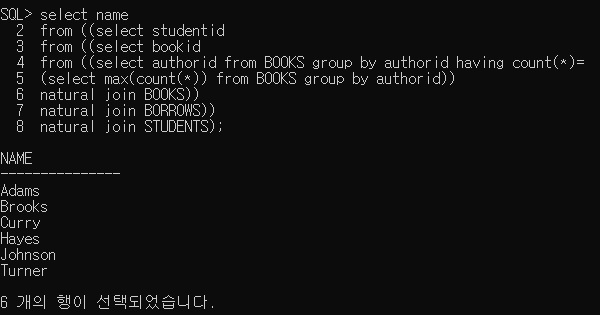 SQL> select name
  2  from ((select studentid
  3  from ((select bookid
  4  from ((select authorid from BOOKS group by authorid having count(*)=
  5  (select max(count(*)) from BOOKS group by authorid))
  6  natural join BOOKS))
  7  natural join BORROWS))
  8  natural join STUDENTS);

NAME
---------------
Adams
Brooks
Curry
Hayes
Johnson
Turner

6 개의 행이 선택되었습니다.